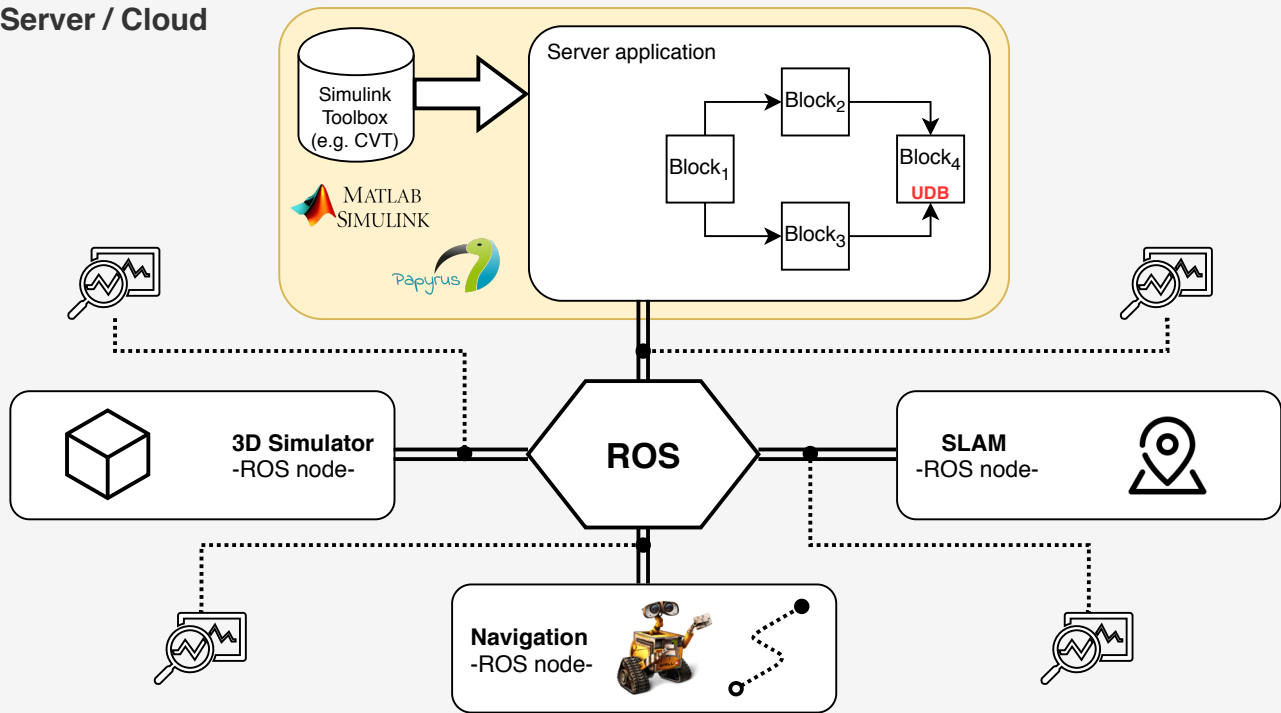 Server / Cloud
Simulink
Toolbox
(e.g. CVT)
MATLAB
SIMULINK
Papyrus
Server application
Block1
Block2
Block3
Block4
UDB
3D Simulator
-ROS node-
ROS
SLAM
-ROS node-
Navigation
-ROS node-